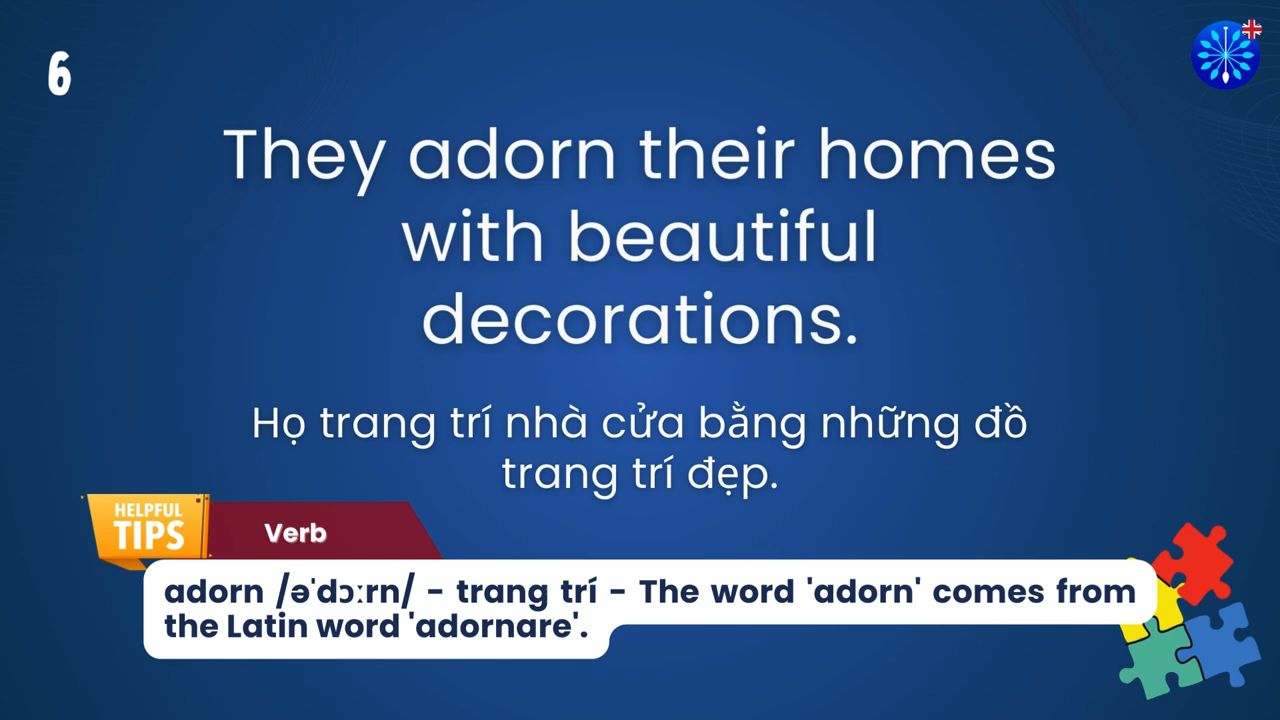 6
They adorn their homes
with beautiful
decorations.
Họ trang trí nhà cửa bằng những đồ
trang trí đẹp.
HELPFUL
TIPS
Verb
adorn /əˈdɔːrn/ - trang trí - The word 'adorn' comes from
the Latin word 'adornare'.